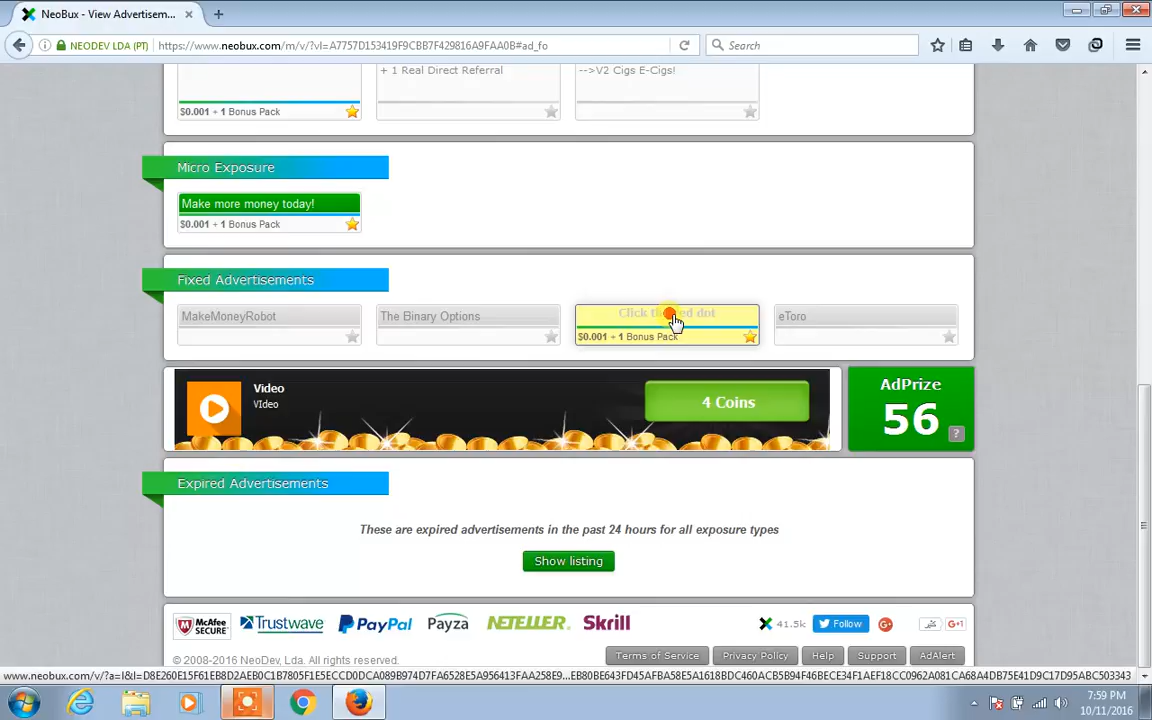 NeoBux - View Advertisem...
NEODEV LDA (PT)
https://www.neobux.com/m/v/?vl=A7757D153419F9CBB7F429816A9FAA0B#ad_fo
Search
+ 1 Real Direct Referral
-->V2 Cigs E-Cigs!
$0.001 + 1 Bonus Pack
Micro Exposure
Make more money today!
$0.001 + 1 Bonus Pack
Fixed Advertisements
MakeMoneyRobot
The Binary Options
Click the red dot
eToro
$0.001 + 1 Bonus Pack
Video
VIdeo
4 Coins
AdPrize
56
?
Expired Advertisements
These are expired advertisements in the past 24 hours for all exposure types
Show listing
McAfee SECURE
Trustwave
PayPal
Payza
NETELLER
Skrill
41.5k
Follow
G+1
© 2008-2016 NeoDev, Lda. All rights reserved.
Terms of Service
Privacy Policy
Help
Support
AdAlert
7:59 PM
10/11/2016